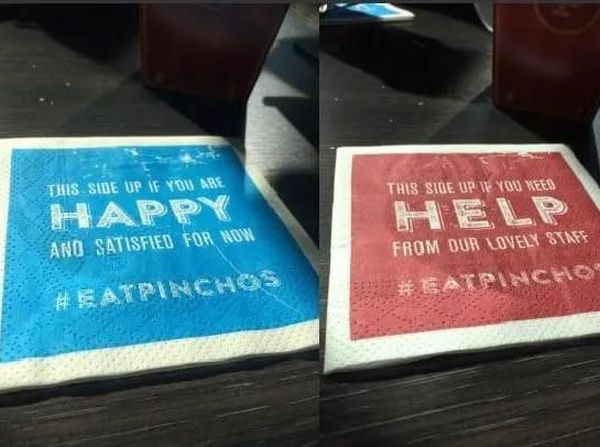 THIS SIDE UP IF YOU ARE
HAPPY
AND SATISFIED FOR NOW
#EATPINCHOS
THIS SIDE UP IF YOU NEED
HELP
FROM OUR LOVELY STAFF
#EATPINCHOS